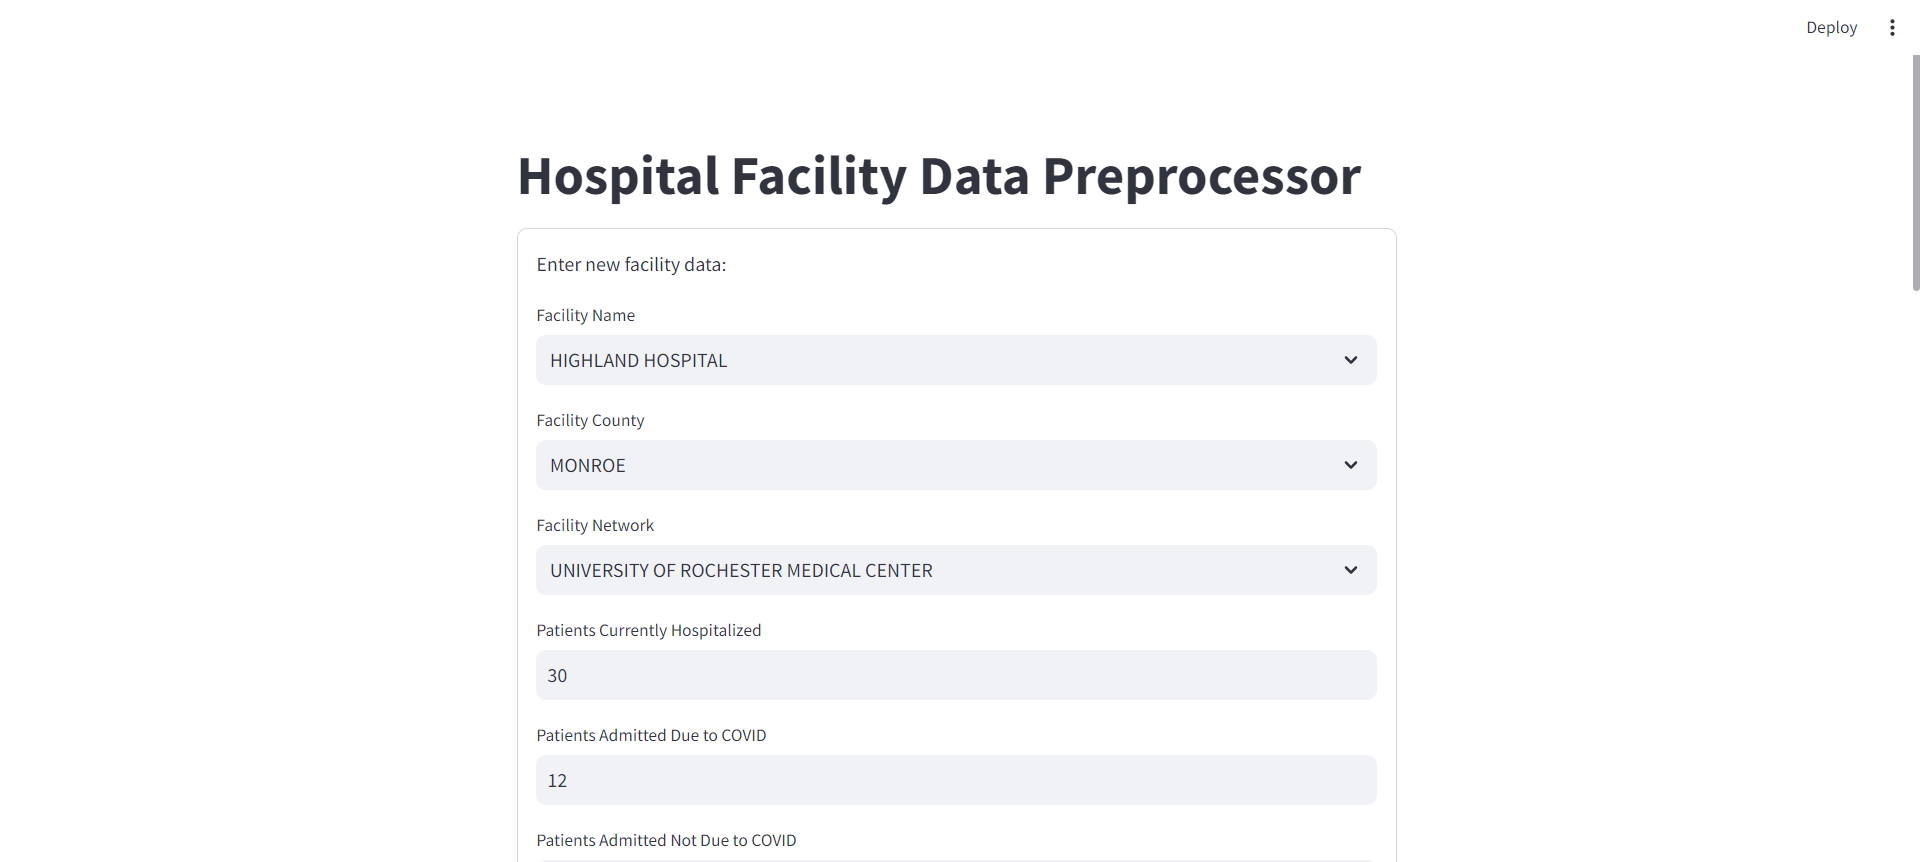 Deploy
Hospital Facility Data Preprocessor
Enter new facility data:
Facility Name
HIGHLAND HOSPITAL
Facility County
MONROE
Facility Network
UNIVERSITY OF ROCHESTER MEDICAL CENTER
Patients Currently Hospitalized
30
Patients Admitted Due to COVID
12
Patients Admitted Not Due to COVID